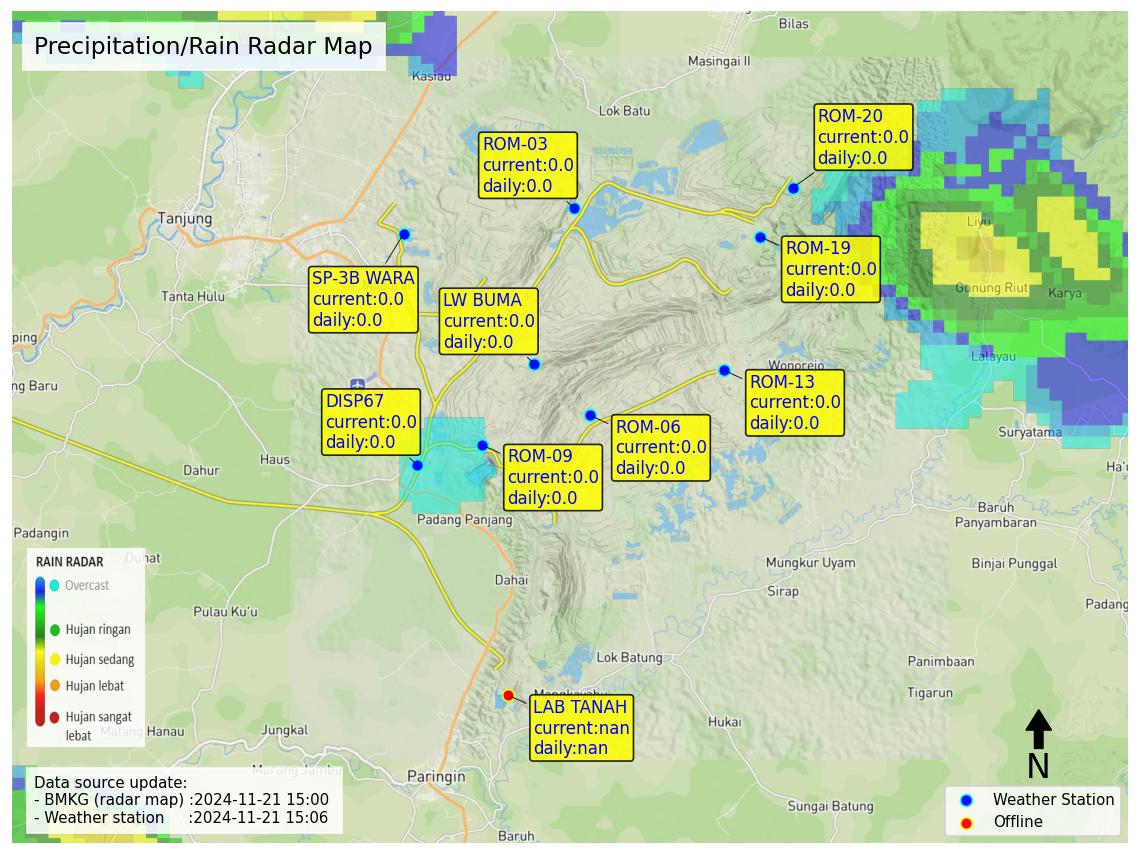 Bilas
Precipitation/Rain Radar Map
Masingai II
Kasiau
Lok Batu
ROM-20
current:0.0
daily:0.0
ROM-03
current:0.0
daily:0.0
Tanjung
Liyu
ROM-19
current:0.0
daily:0.0
SP-3B WARA
current:0.0
daily:0.0
Gunung Riut
Karya
Tanta Hulu
LW BUMA
current:0.0
daily:0.0
ping
Lalayau
Wonorejo
ng Baru
ROM-13
current:0.0
daily:0.0
DISP67
current:0.0
daily:0.0
ROM-06
current:0.0
daily:0.0
Suryatama
ROM-09
current:0.0
daily:0.0
Haus
Dahur
Ha'u
Padang Panjang
Baruh
Panyambaran
Padangin
Duhat
Mungkur Uyam
Binjai Punggal
RAIN RADAR
Overcast
Hujan ringan
Hujan sedang
Hujan lebat
Hujan sangat
lebat
Dahai
Sirap
Padang
Pulau Ku'u
Lok Batung
Panimbaan
Tigarun
LAB TANAH
current:nan
daily:nan
Hukai
Matang Hanau
Jungkal
N
Paringin
Data source update:
- BMKG (radar map) :2024-11-21 15:00
- Weather station :2024-11-21 15:06
Sungai Batung
Weather Station
Offline
Baruh